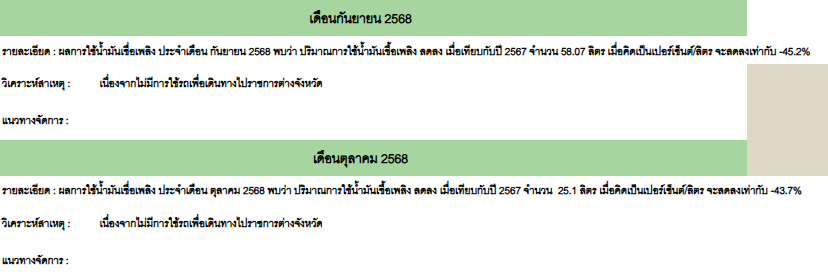 เดือนกันยายน 2568
รายละเอียด : ผลการใช้น้ำมันเชื่อเพลิง ประจำเดือน กันยายน 2568 พบว่า ปริมาณการใช้น้ำมันเชื้อเพลิง ลดลง เมื่อเทียบกับปี 2567 จำนวน 58.07 ลิตร เมื่อคิดเป็นเปอร์เซ็นต์/ลิตร จะลดลงเท่ากับ -45.2%
วิเคราะห์สาเหตุ : เนื่องจากไม่มีการใช้รถเพื่อเดินทางไปราชการต่างจังหวัด
แนวทางจัดการ :
เดือนตุลาคม 2568
รายละเอียด : ผลการใช้น้ำมันเชื่อเพลิง ประจำเดือน ตุลาคม 2568 พบว่า ปริมาณการใช้น้ำมันเชื้อเพลิง ลดลง เมื่อเทียบกับปี 2567 จำนวน 25.1 ลิตร เมื่อคิดเป็นเปอร์เซ็นต์/ลิตร จะลดลงเท่ากับ -43.7%
วิเคราะห์สาเหตุ : เนื่องจากไม่มีการใช้รถเพื่อเดินทางไปราชการต่างจังหวัด
แนวทางจัดการ :